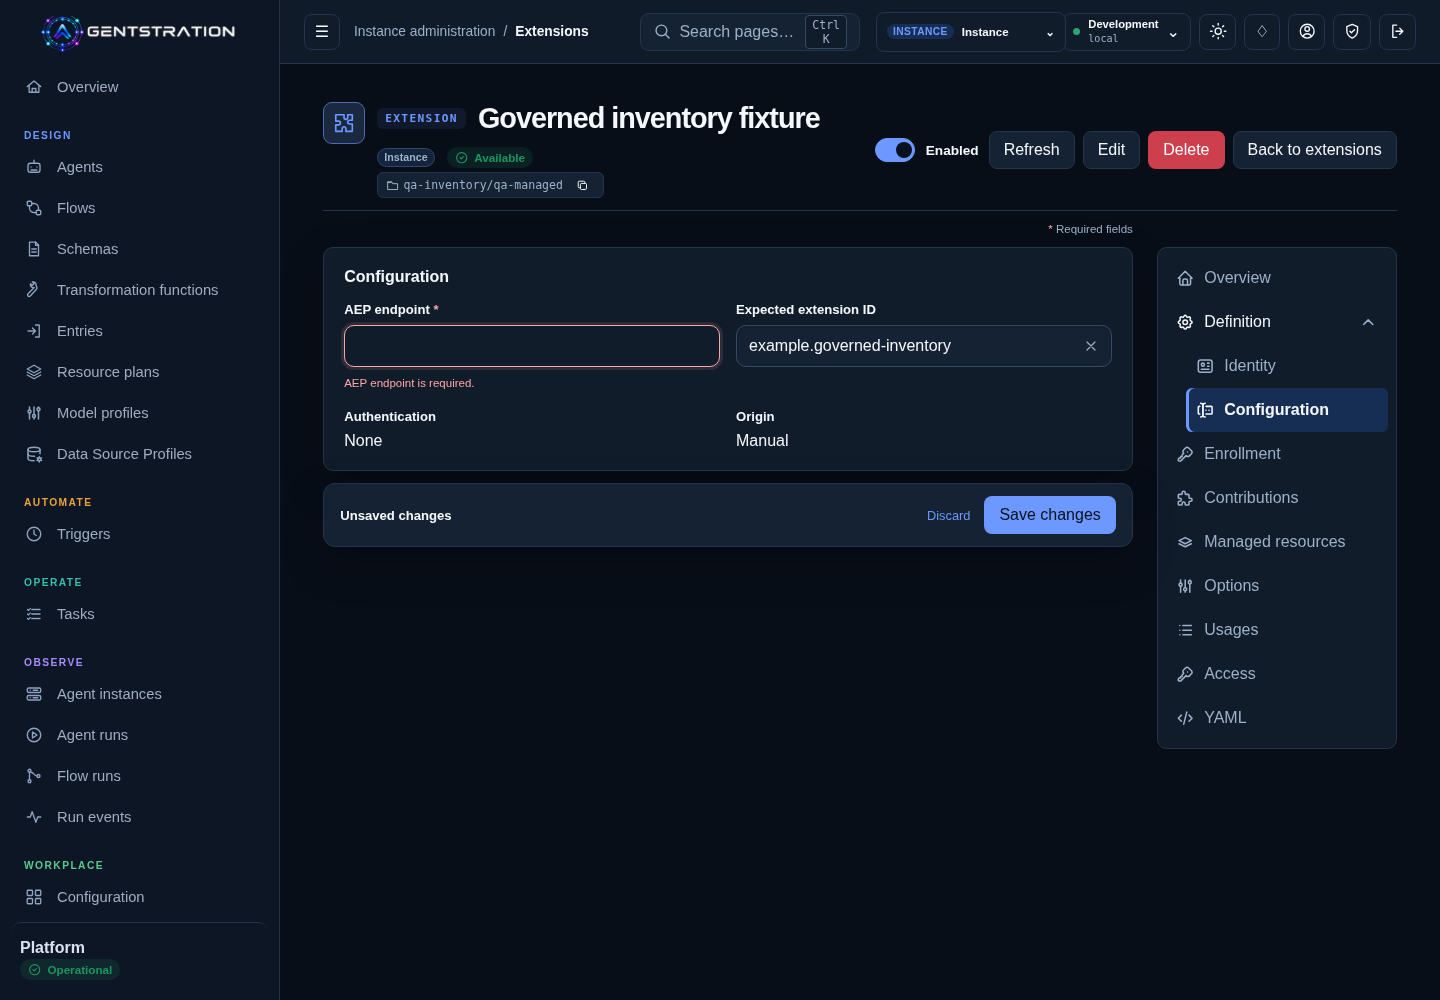 GENTSTRATION
Overview
DESIGN
Agents
Flows
Schemas
Transformation functions
Entries
Resource plans
Model profiles
Data Source Profiles
AUTOMATE
Triggers
OPERATE
Tasks
OBSERVE
Agent instances
Agent runs
Flow runs
Run events
WORKPLACE
Configuration
Platform
Operational
☰ Instance administration / Extensions
Search pages… Ctrl K
INSTANCE Instance
Development
local
EXTENSION Governed inventory fixture
Instance Available
qa-inventory/qa-managed
Enabled Refresh Edit Delete Back to extensions
* Required fields
Configuration
AEP endpoint *
Expected extension ID
example.governed-inventory
AEP endpoint is required.
Authentication
None
Origin
Manual
Unsaved changes Discard Save changes
Overview
Definition
Identity
Configuration
Enrollment
Contributions
Managed resources
Options
Usages
Access
YAML